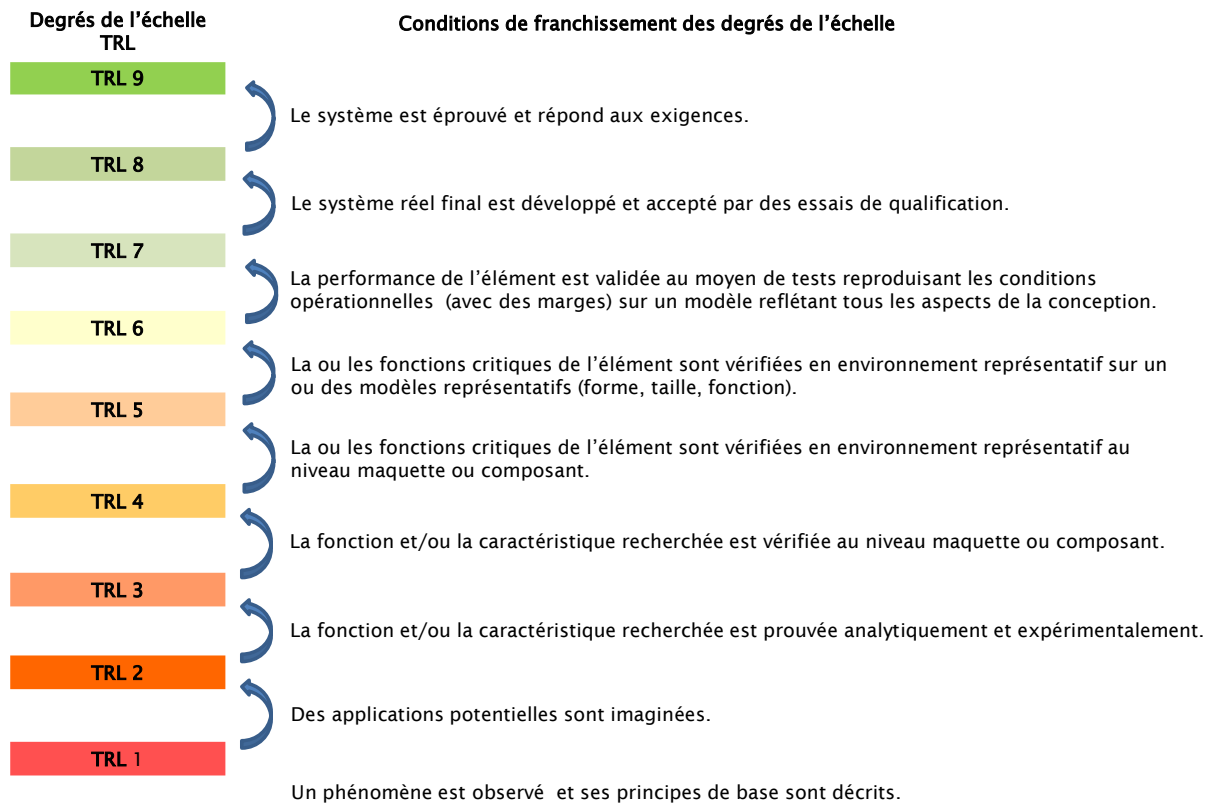 Degrés de l’échelle
TRL
Conditions de franchissement des degrés de l’échelle
TRL 9
Le système est éprouvé et répond aux exigences.
TRL 8
Le système réel final est développé et accepté par des essais de qualification.
TRL 7
La performance de l’élément est validée au moyen de tests reproduisant les conditions
opérationnelles (avec des marges) sur un modèle reflétant tous les aspects de la conception.
TRL 6
La ou les fonctions critiques de l’élément sont vérifiées en environnement représentatif sur un
ou des modèles représentatifs (forme, taille, fonction).
TRL 5
La ou les fonctions critiques de l’élément sont vérifiées en environnement représentatif au
niveau maquette ou composant.
TRL 4
La fonction et/ou la caractéristique recherchée est vérifiée au niveau maquette ou composant.
TRL 3
La fonction et/ou la caractéristique recherchée est prouvée analytiquement et expérimentalement.
TRL 2
Des applications potentielles sont imaginées.
TRL 1
Un phénomène est observé et ses principes de base sont décrits.